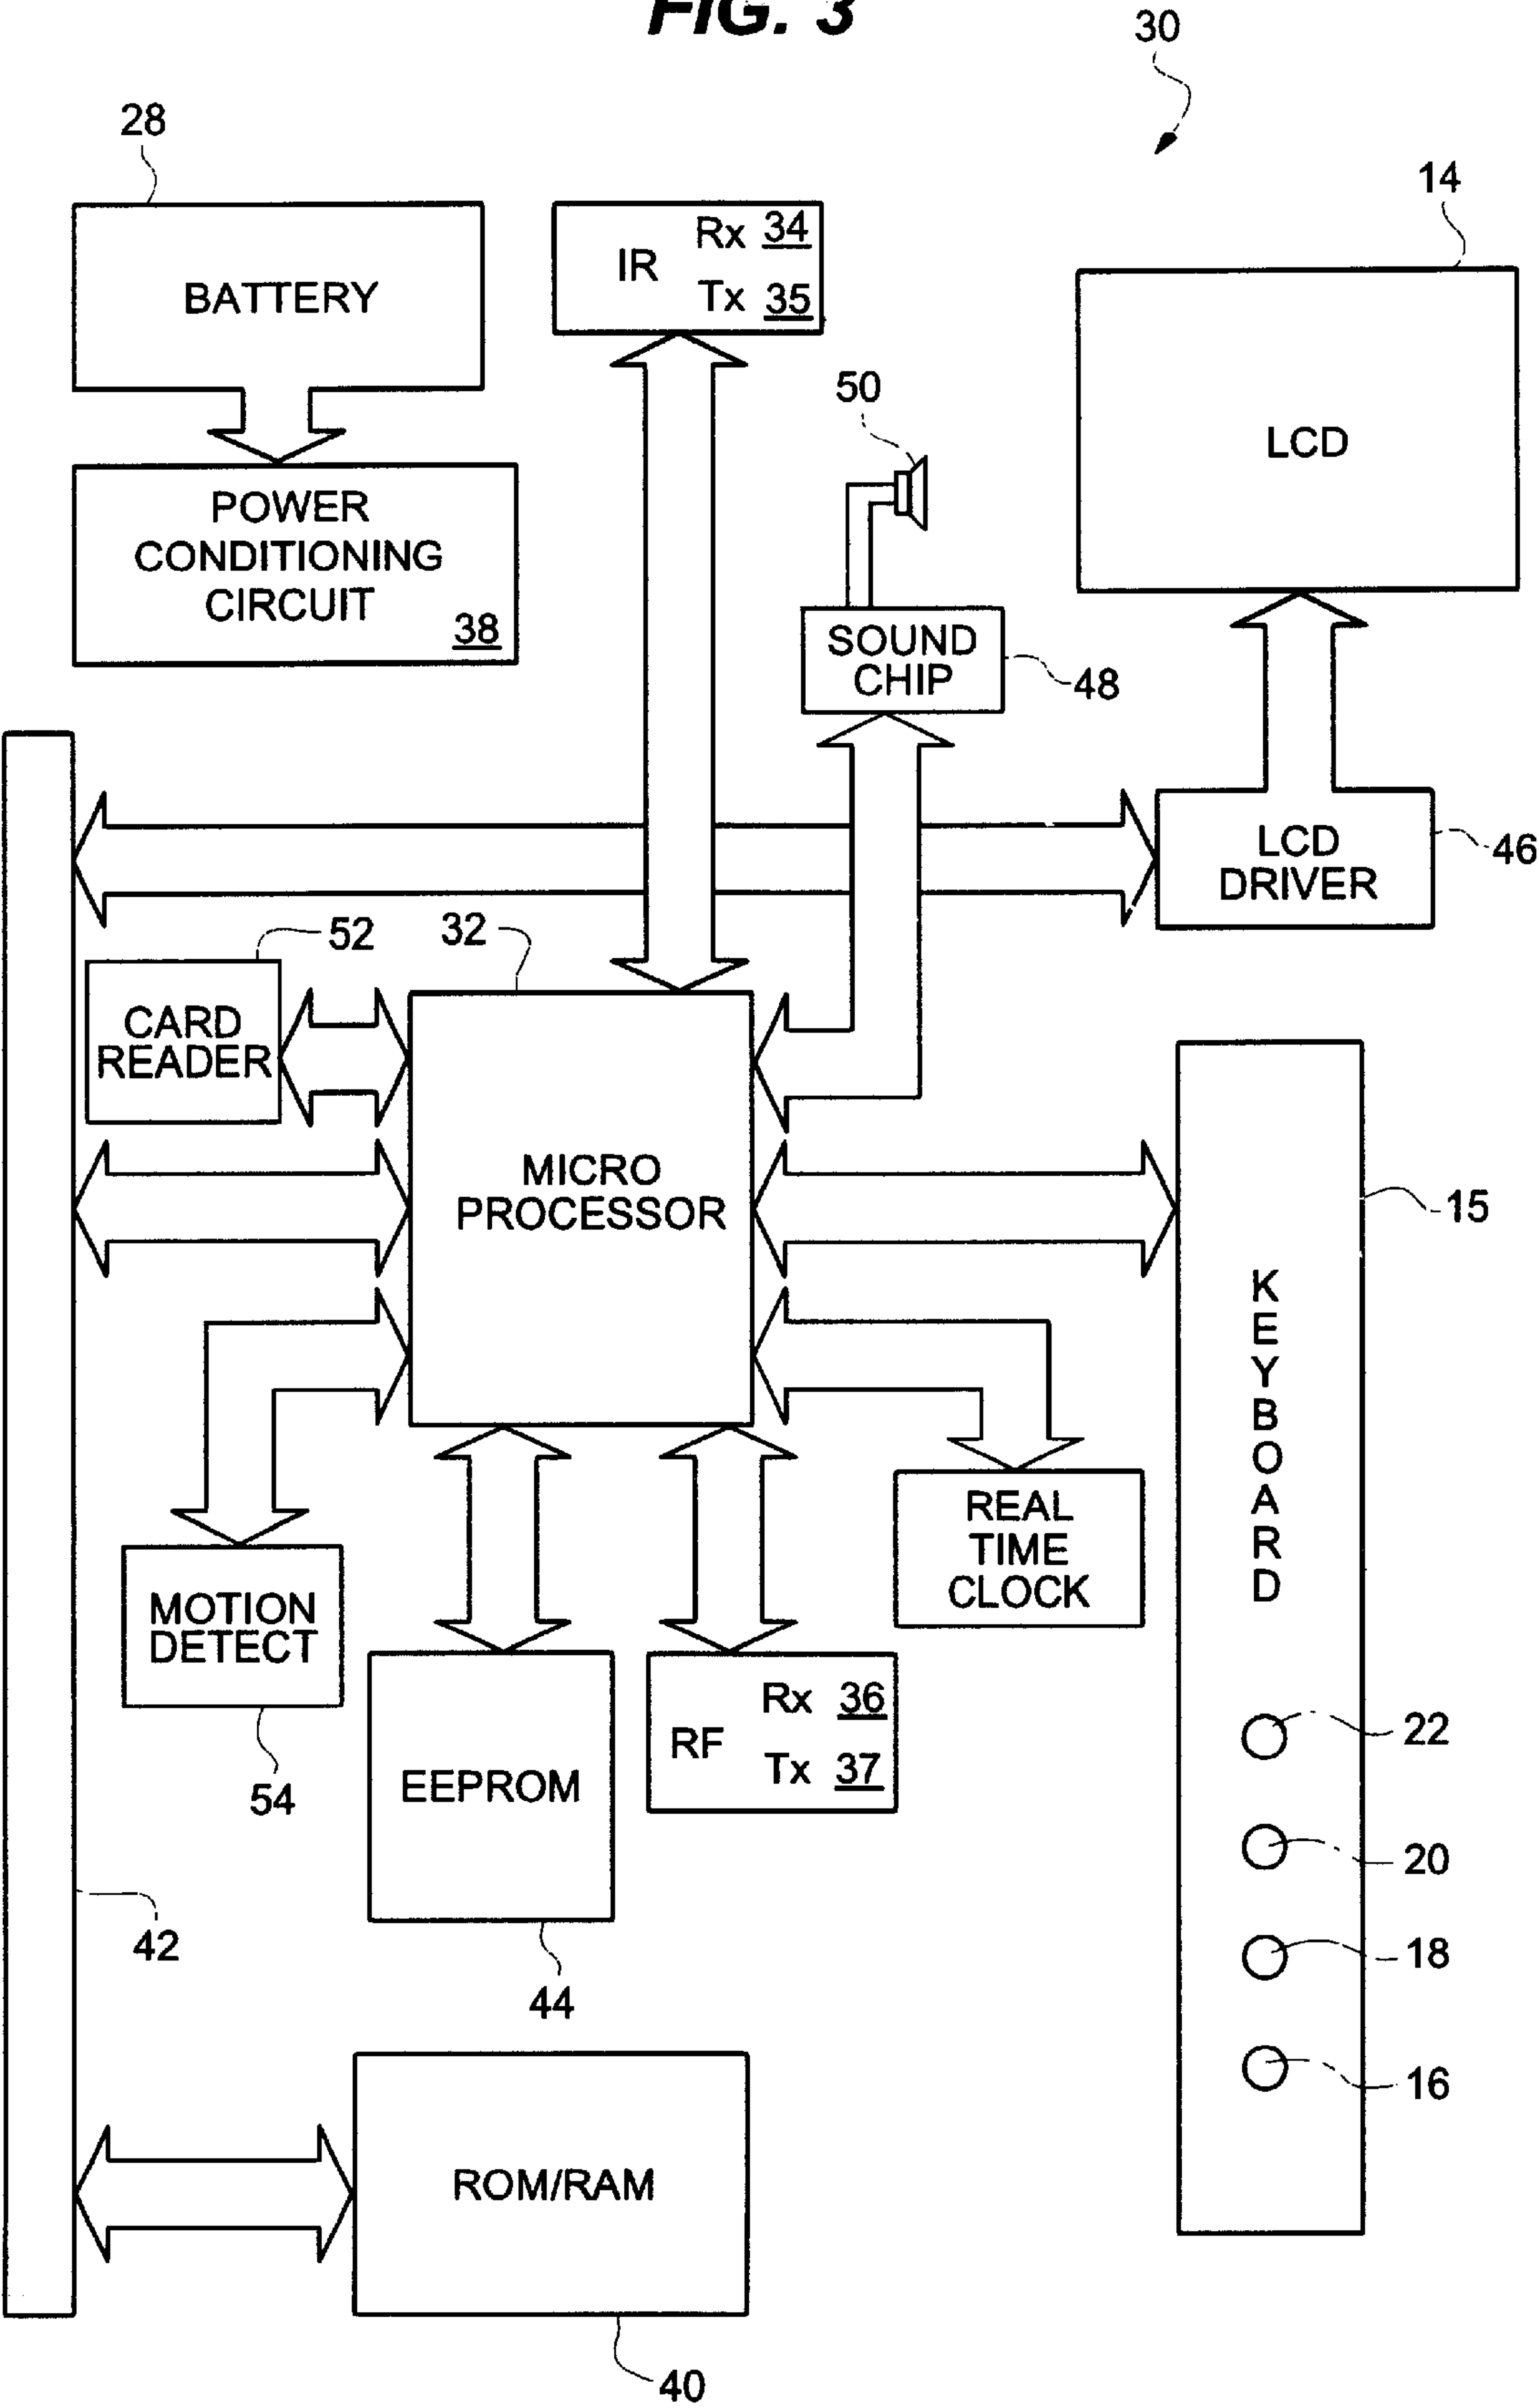 FIG. 3
30
28
14
BATTERY
IR
Rx 34
Tx 35
LCD
50
POWER
CONDITIONING
CIRCUIT
38
SOUND
CHIP
48
LCD
DRIVER
46
52
32
CARD
READER
MICRO
PROCESSOR
15
KEYBOARD
REAL
TIME
CLOCK
MOTION
DETECT
54
EEPROM
RF
Rx 36
Tx 37
22
20
18
16
42
44
ROM/RAM
40